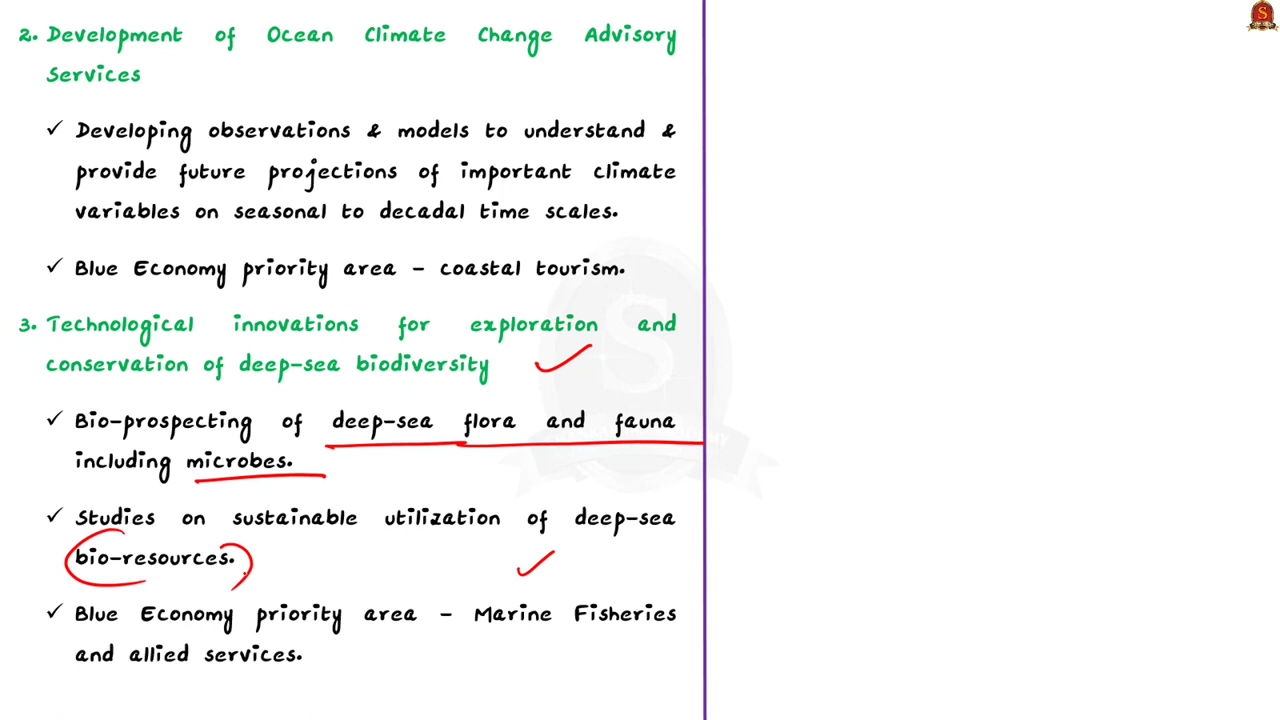 2. Development of Ocean Climate Change Advisory
Services
✓ Developing observations & models to understand &
provide future projections of important climate
variables on seasonal to decadal time scales.
✓ Blue Economy priority area - coastal tourism.
3. Technological innovations for exploration and
conservation of deep-sea biodiversity
✓ Bio-prospecting of deep-sea flora and fauna
including microbes.
✓ Studies on sustainable utilization of deep-sea
bio-resources.
✓ Blue Economy priority area - Marine Fisheries
and allied services.
S